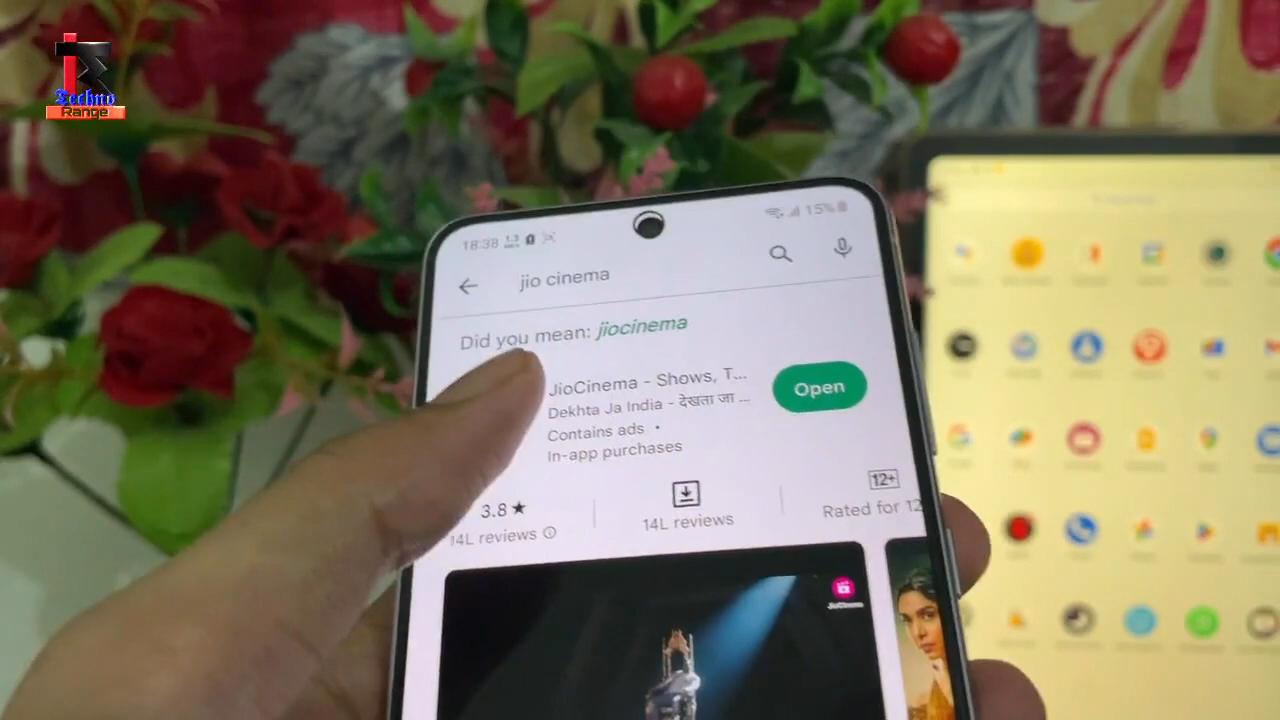 Techno
Range
18:38
15%
jio cinema
Did you mean: jiocinema
JioCinema - Shows, T...
Dekhta Ja India - देखता जा ...
Open
Contains ads •
In-app purchases
3.8★
14L reviews
14L reviews
12+
Rated for 12
JioCinema